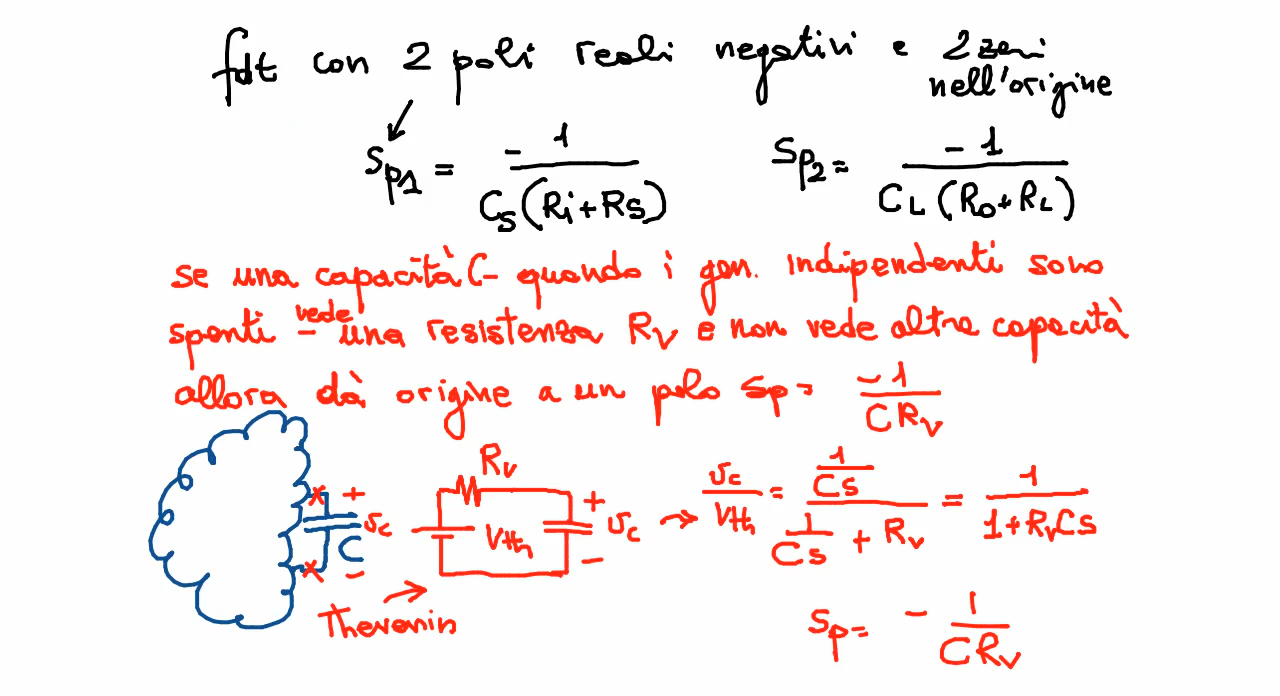 fdt con 2 poli reali negativi e 2 zeri
nell'origine
Sp1 = -1 / CS(Ri+RS)    Sp2 = -1 / CL(Ro+RL)
se una capacità C - quando i gen. indipendenti sono
spenti - vede una resistenza RV e non vede altre capacità
allora dà origine a un polo Sp = -1 / CRV
+ vc - C
RV
VTh
+ vc -
→ vc / VTh = (1/Cs) / (1/Cs + RV) = 1 / (1+RVCs)
Thevenin
Sp = - 1 / CRV